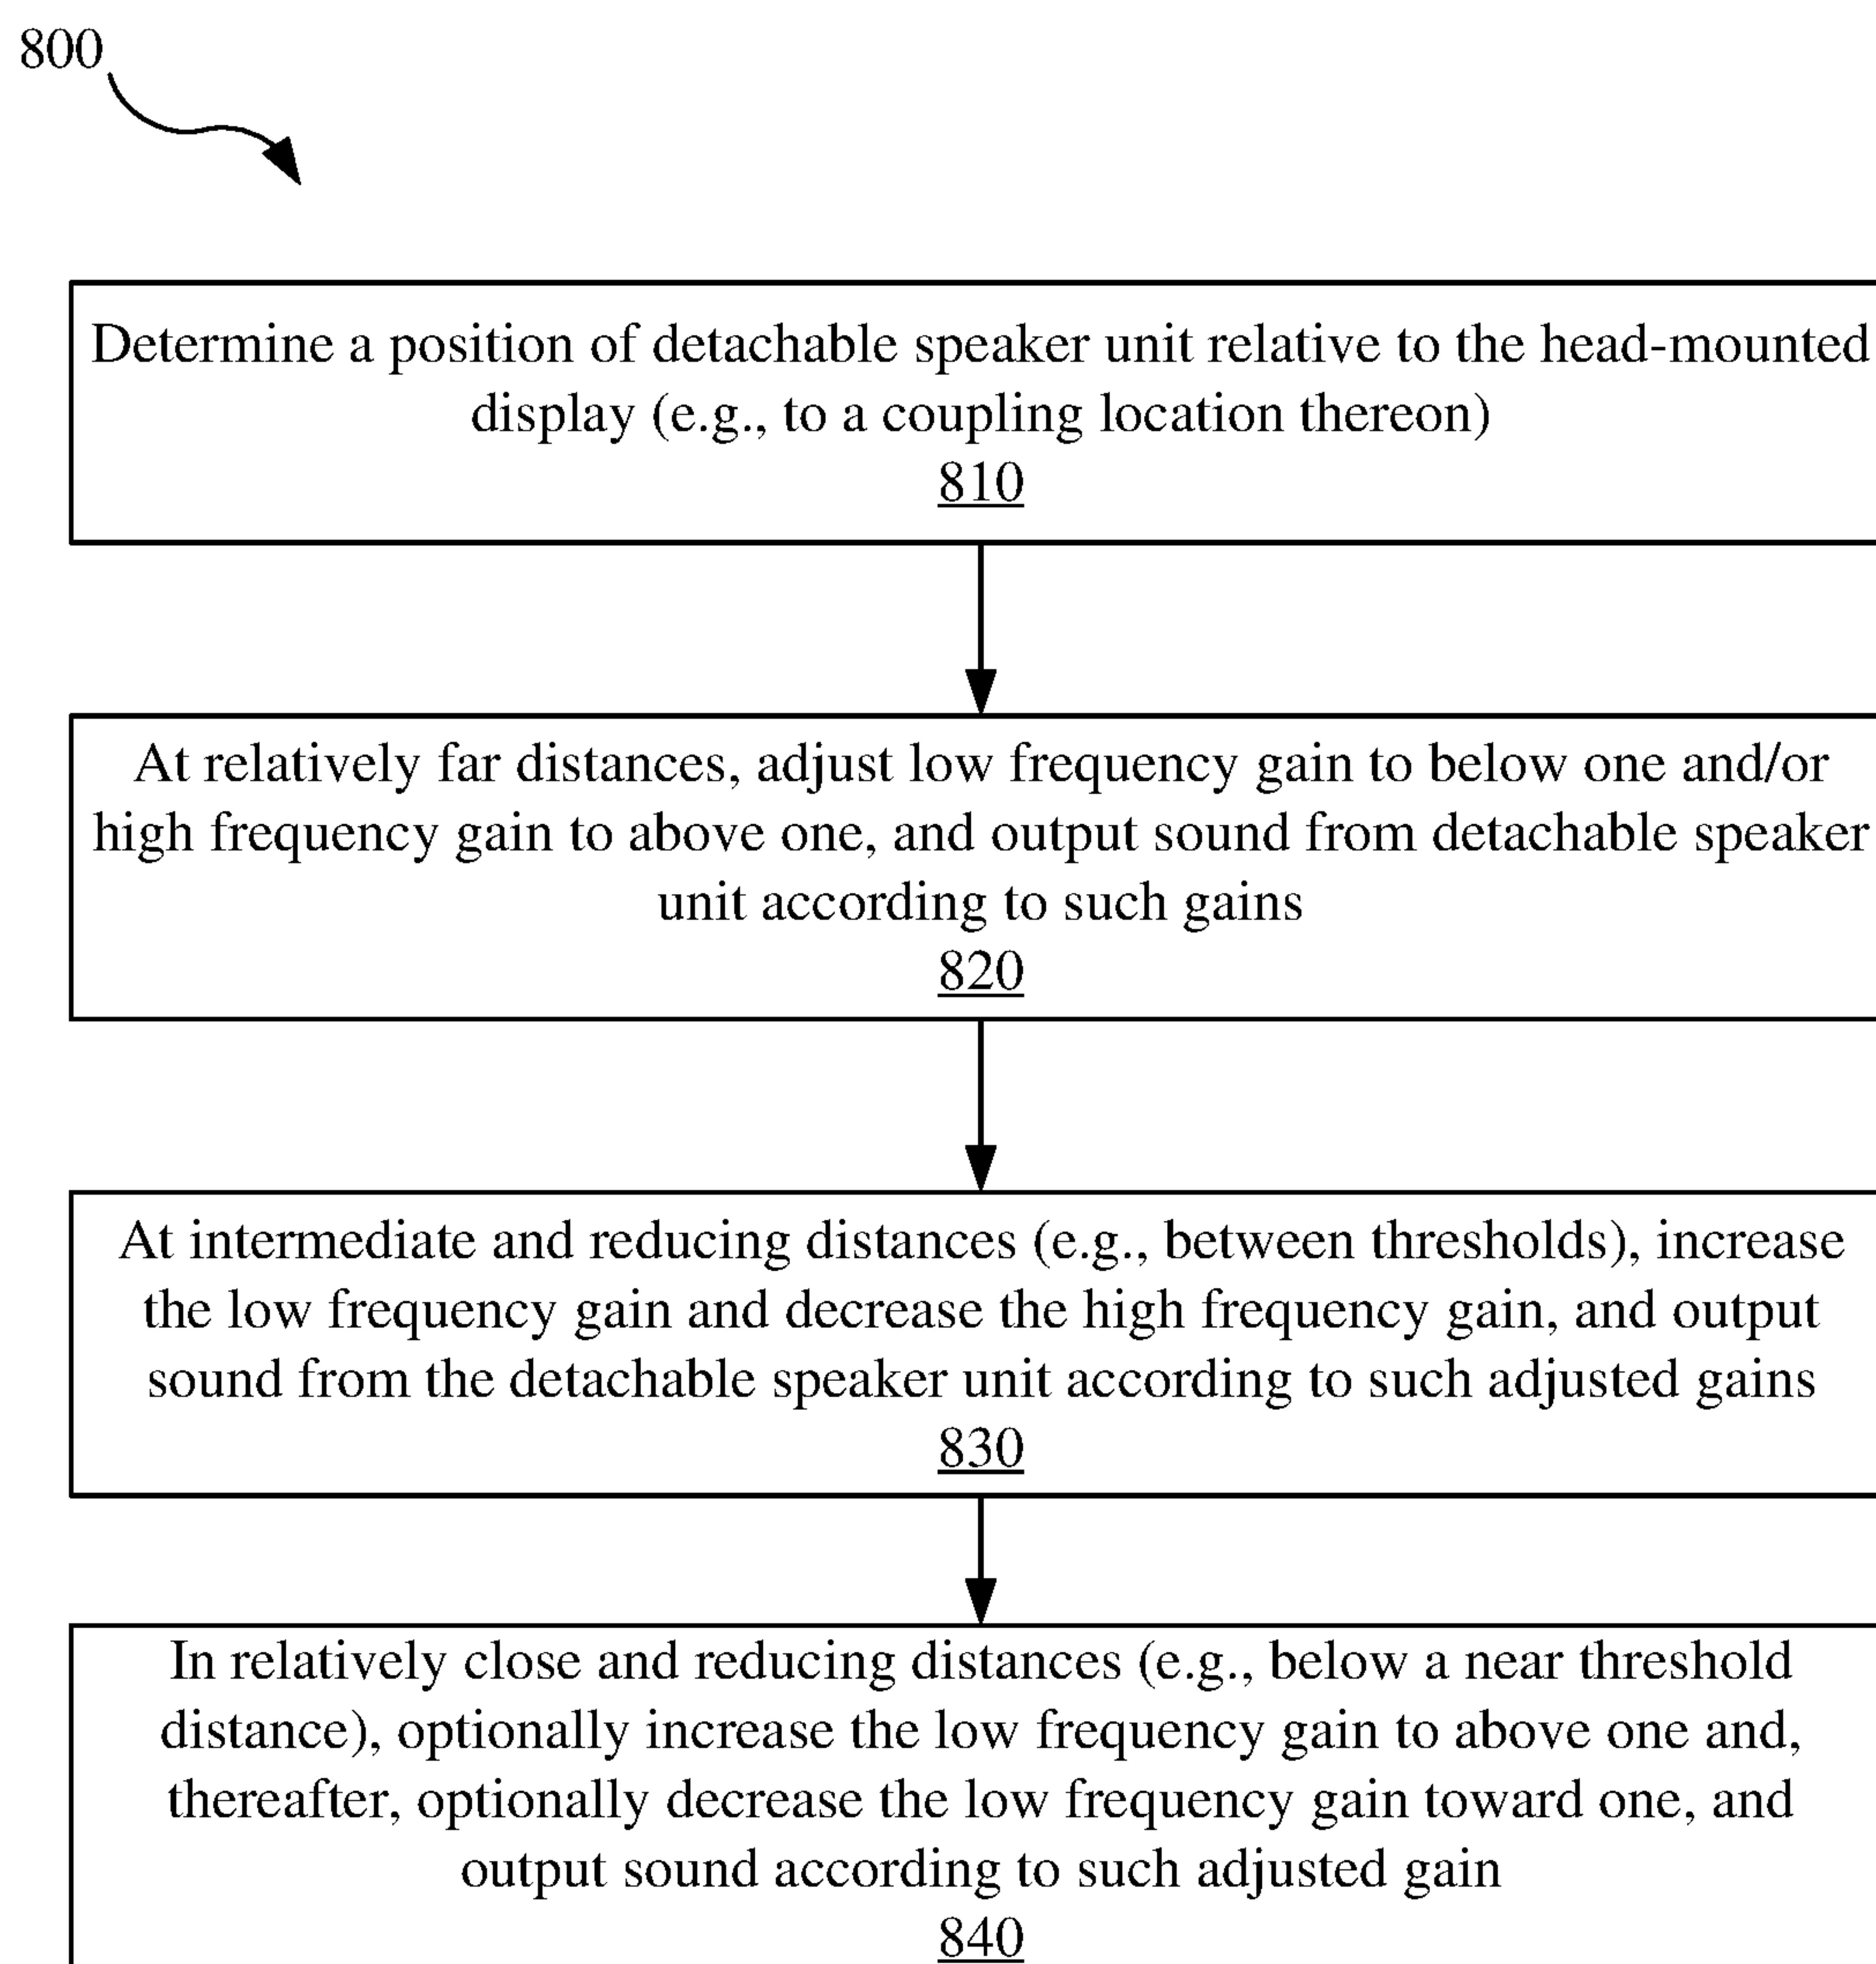 800
Determine a position of detachable speaker unit relative to the head-mounted
display (e.g., to a coupling location thereon)
810
At relatively far distances, adjust low frequency gain to below one and/or
high frequency gain to above one, and output sound from detachable speaker
unit according to such gains
820
At intermediate and reducing distances (e.g., between thresholds), increase
the low frequency gain and decrease the high frequency gain, and output
sound from the detachable speaker unit according to such adjusted gains
830
In relatively close and reducing distances (e.g., below a near threshold
distance), optionally increase the low frequency gain to above one and,
thereafter, optionally decrease the low frequency gain toward one, and
output sound according to such adjusted gain
840